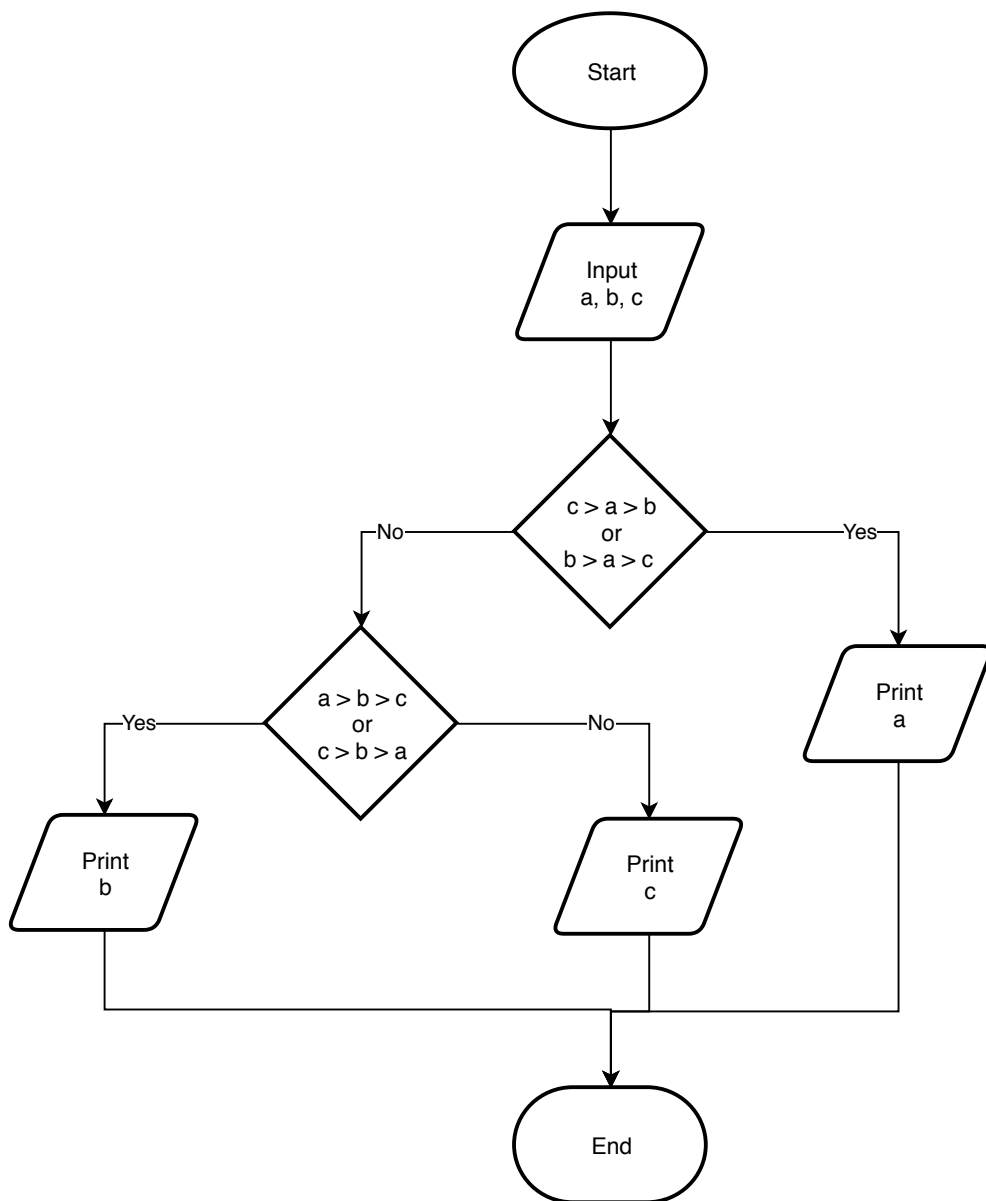 Start
Input
a, b, c
c > a > b
or
b > a > c
No
Yes
a > b > c
or
c > b > a
Yes
No
Print
a
Print
b
Print
c
End